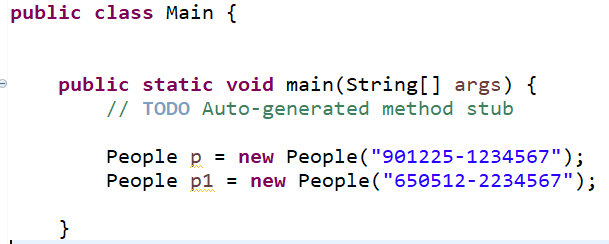 public class Main {
public static void main(String[] args) {
// TODO Auto-generated method stub
People p = new People("901225-1234567");
People p1 = new People("650512-2234567");
}